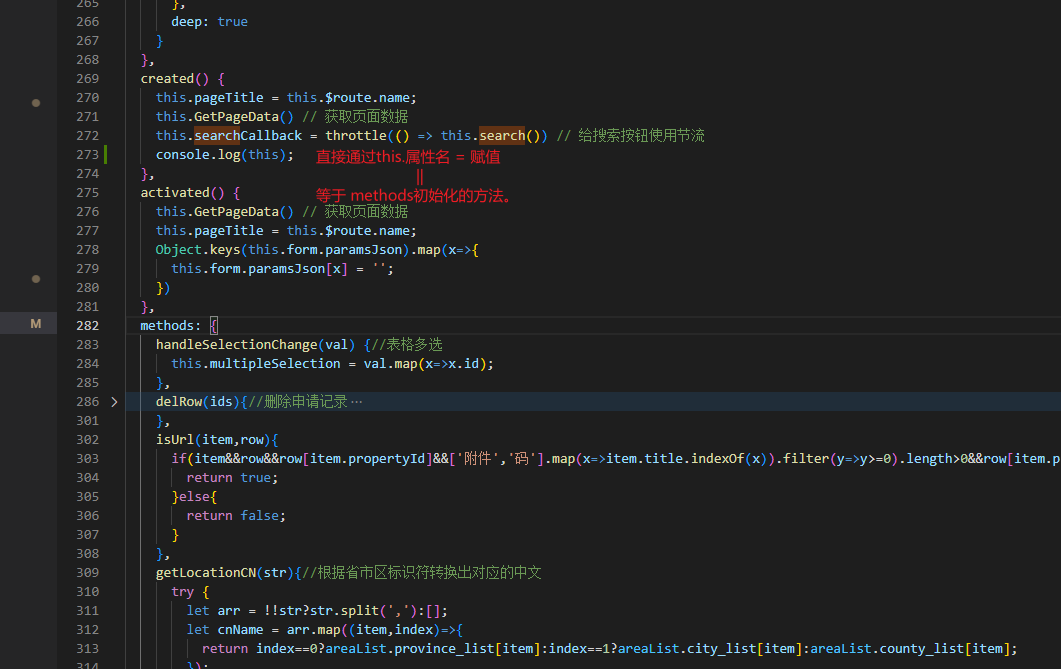 265 },
266 deep: true
267 }
268 },
269 created() {
270 this.pageTitle = this.$route.name;
271 this.GetPageData() // 获取页面数据
272 this.searchCallback = throttle(() => this.search()) // 给搜索按钮使用节流
273 console.log(this); 直接通过this.属性名 = 赋值
||
274 },
275 activated() { 等于 methods初始化的方法。
276 this.GetPageData() // 获取页面数据
277 this.pageTitle = this.$route.name;
278 Object.keys(this.form.paramsJson).map(x=>{
279 this.form.paramsJson[x] = '';
280 })
281 },
M 282 methods: {
283 handleSelectionChange(val) {//表格多选
284 this.multipleSelection = val.map(x=>x.id);
285 },
286 > delRow(ids){//删除申请记录 …
301 },
302 isUrl(item,row){
303 if(item&&row&&row[item.propertyId]&&['附件','码'].map(x=>item.title.indexOf(x)).filter(y=>y>=0).length>0&&row[item.p
304 return true;
305 }else{
306 return false;
307 }
308 },
309 getLocationCN(str){//根据省市区标识符转换出对应的中文
310 try {
311 let arr = !!str?str.split(','):[];
312 let cnName = arr.map((item,index)=>{
313 return index==0?areaList.province_list[item]:index==1?areaList.city_list[item]:areaList.county_list[item];
314 });